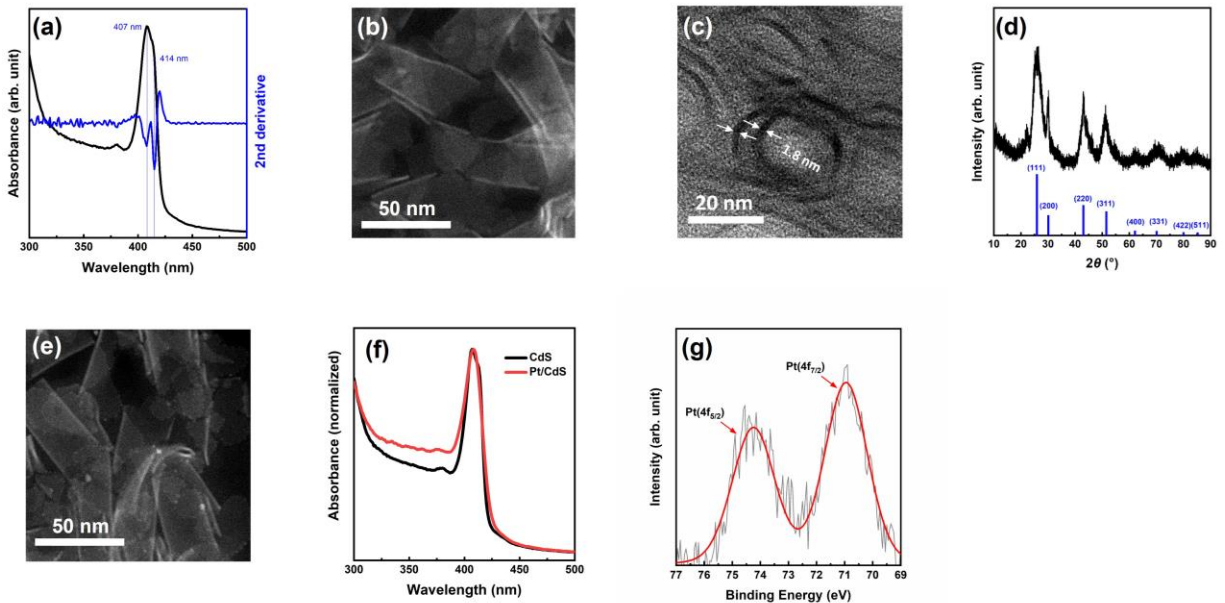 (a)
407 nm
414 nm
Absorbance (arb. unit)
2nd derivative
300 350 400 450 500
Wavelength (nm)
(b)
50 nm
(c)
1.8 nm
20 nm
(d)
Intensity (arb. unit)
(111)
(200)
(220)
(311)
(400)
(331)
(422)(511)
10 20 30 40 50 60 70 80 90
2θ (°)
(e)
50 nm
(f)
CdS
Pt/CdS
Absorbance (normalized)
300 350 400 450 500
Wavelength (nm)
(g)
Pt(4f7/2)
Pt(4f5/2)
Intensity (arb. unit)
77 76 75 74 73 72 71 70 69
Binding Energy (eV)